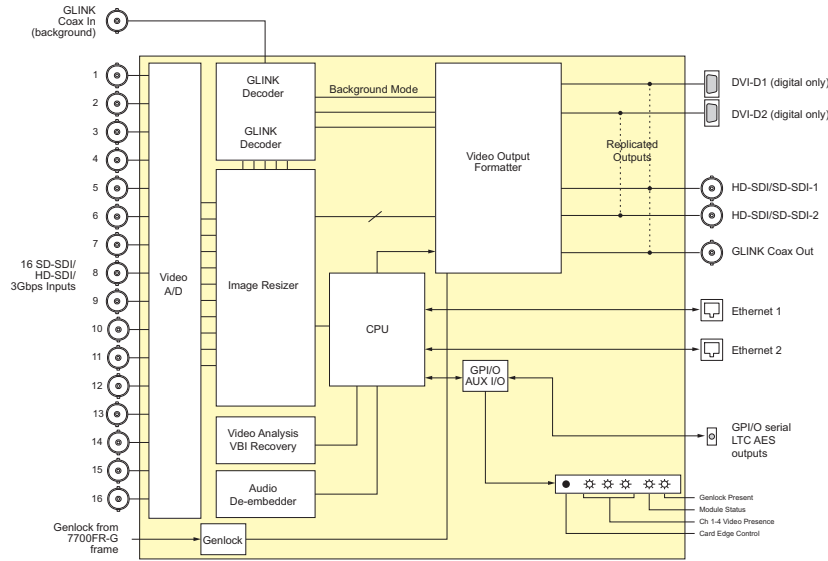 GLINK
Coax In
(background)
1
2
3
4
5
6
7
8
9
10
11
12
13
14
15
16
16 SD-SDI/
HD-SDI/
3Gbps Inputs
Genlock from
7700FR-G
frame
Video
A/D
GLINK
Decoder
GLINK
Decoder
Background Mode
Image Resizer
Video Analysis
VBI Recovery
Audio
De-embedder
Genlock
CPU
Video Output
Formatter
GPI/O
AUX I/O
Replicated
Outputs
DVI-D1 (digital only)
DVI-D2 (digital only)
HD-SDI/SD-SDI-1
HD-SDI/SD-SDI-2
GLINK Coax Out
Ethernet 1
Ethernet 2
GPI/O serial
LTC AES
outputs
Genlock Present
Module Status
Ch 1-4 Video Presence
Card Edge Control